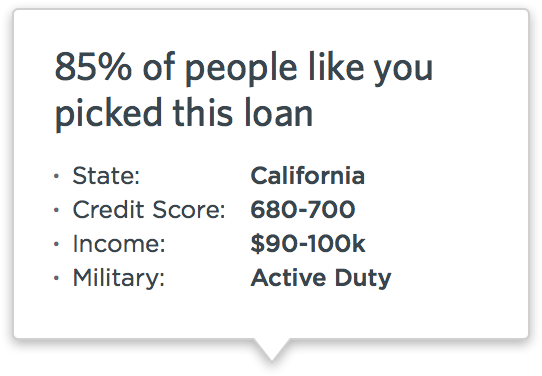 85% of people like you
picked this loan
· State: California
· Credit Score: 680-700
· Income: $90-100k
· Military: Active Duty